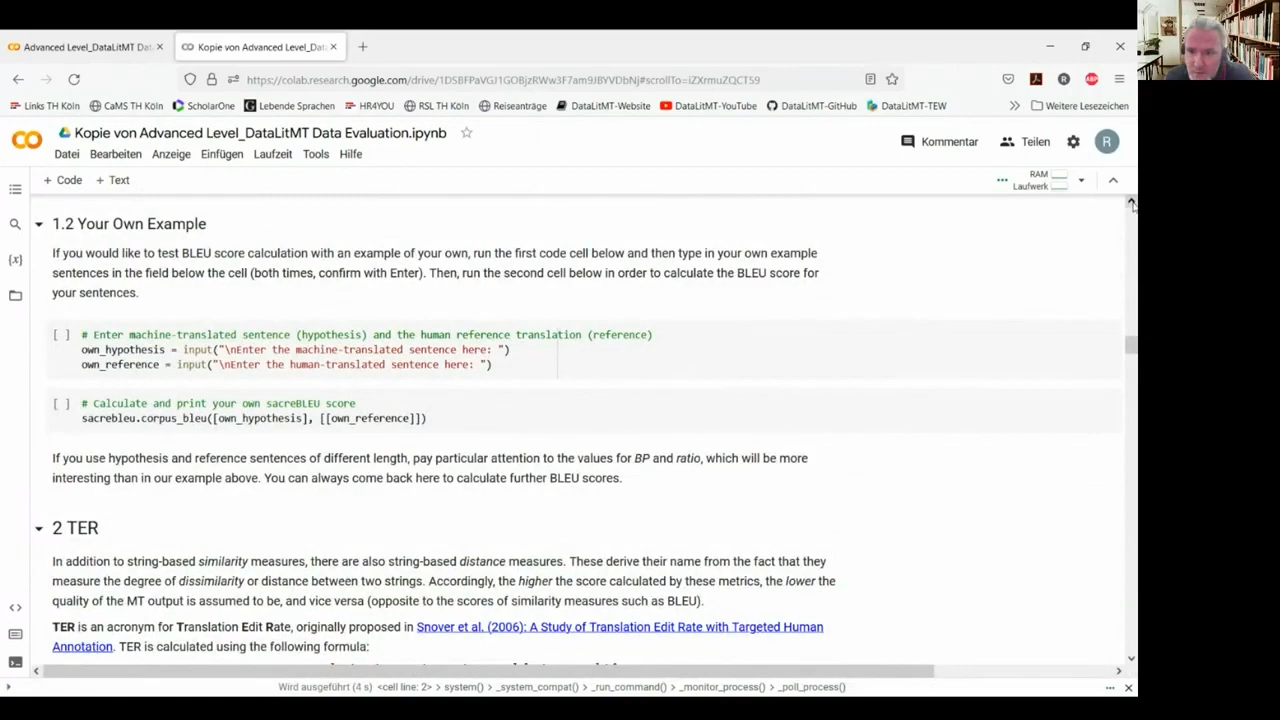 Advanced Level_DataLitMT Dat
Kopie von Advanced Level_Data
https://colab.research.google.com/drive/1DSBFPaVGJ1GOBjzRWw3F7am9JBYVDbNj#scrollTo=iZXrmuZQCT59
Links TH Köln
CaMS TH Köln
ScholarOne
Lebende Sprachen
HR4YOU
RSL TH Köln
Reiseanträge
DataLitMT-Website
DataLitMT-YouTube
DataLitMT-GitHub
DataLitMT-TEW
Weitere Lesezeichen
Kopie von Advanced Level_DataLitMT Data Evaluation.ipynb
Kommentar
Teilen
R
Datei Bearbeiten Anzeige Einfügen Laufzeit Tools Hilfe
+ Code + Text
RAM
Laufwerk
1.2 Your Own Example
If you would like to test BLEU score calculation with an example of your own, run the first code cell below and then type in your own example
sentences in the field below the cell (both times, confirm with Enter). Then, run the second cell below in order to calculate the BLEU score for
your sentences.
[ ] # Enter machine-translated sentence (hypothesis) and the human reference translation (reference)
own_hypothesis = input("\nEnter the machine-translated sentence here: ")
own_reference = input("\nEnter the human-translated sentence here: ")
[ ] # Calculate and print your own sacreBLEU score
sacrebleu.corpus_bleu([own_hypothesis], [[own_reference]])
If you use hypothesis and reference sentences of different length, pay particular attention to the values for BP and ratio, which will be more
interesting than in our example above. You can always come back here to calculate further BLEU scores.
2 TER
In addition to string-based similarity measures, there are also string-based distance measures. These derive their name from the fact that they
measure the degree of dissimilarity or distance between two strings. Accordingly, the higher the score calculated by these metrics, the lower the
quality of the MT output is assumed to be, and vice versa (opposite to the scores of similarity measures such as BLEU).
TER is an acronym for Translation Edit Rate, originally proposed in Snover et al. (2006): A Study of Translation Edit Rate with Targeted Human
Annotation. TER is calculated using the following formula:
Wird ausgeführt (4 s) <cell line: 2> > system() > _system_compat() > _run_command() > _monitor_process() > _poll_process()